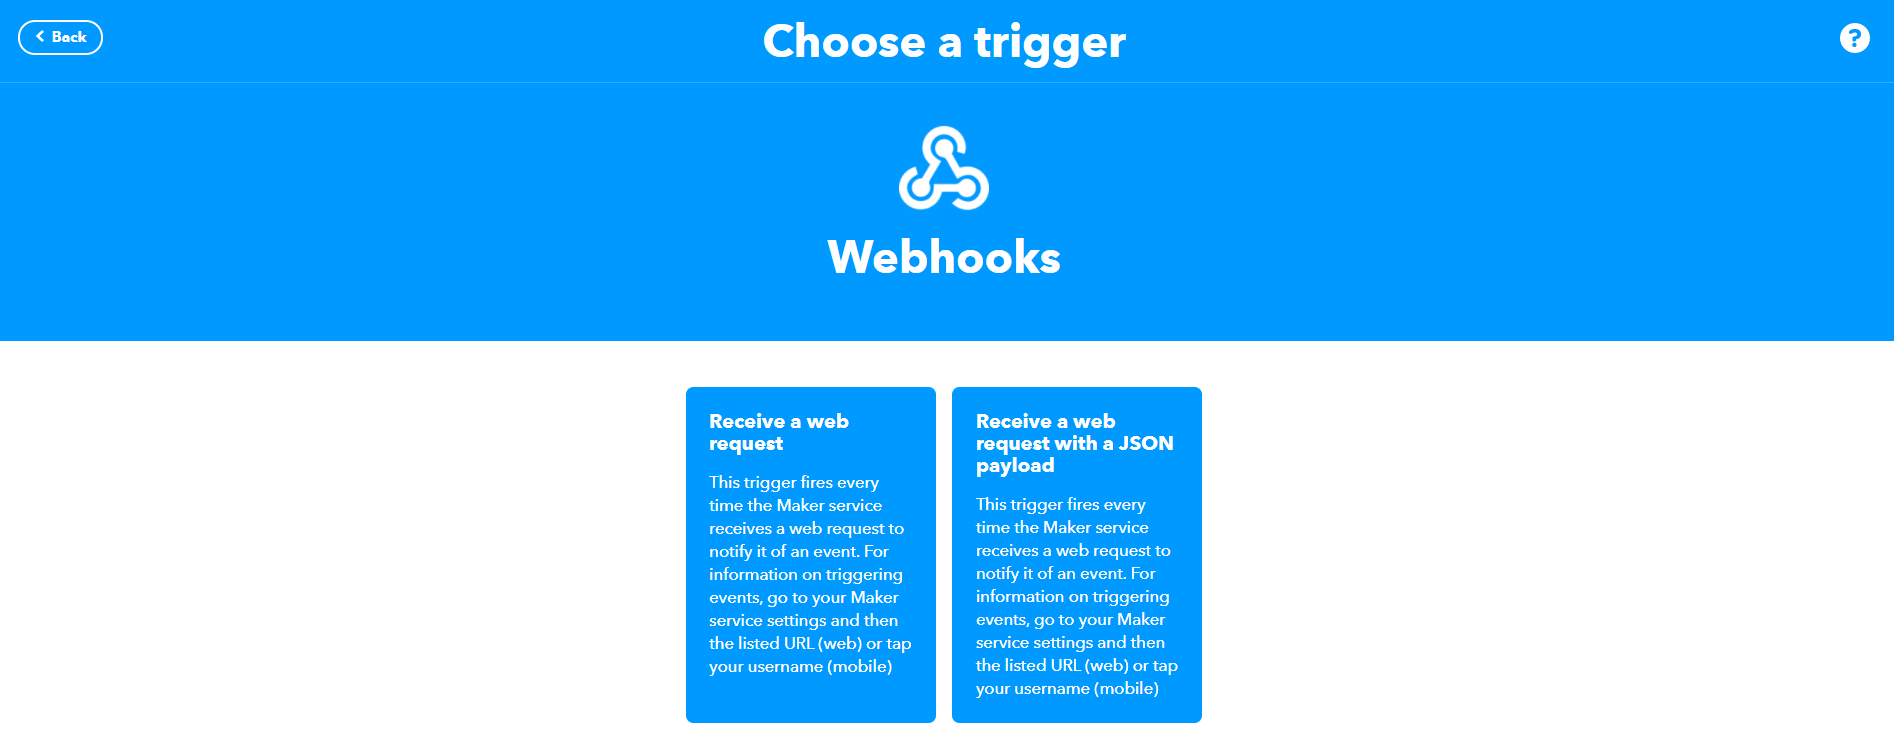 Back
Choose a trigger
?
Webhooks
Receive a web
request
This trigger fires every
time the Maker service
receives a web request to
notify it of an event. For
information on triggering
events, go to your Maker
service settings and then
the listed URL (web) or tap
your username (mobile)
Receive a web
request with a JSON
payload
This trigger fires every
time the Maker service
receives a web request to
notify it of an event. For
information on triggering
events, go to your Maker
service settings and then
the listed URL (web) or tap
your username (mobile)